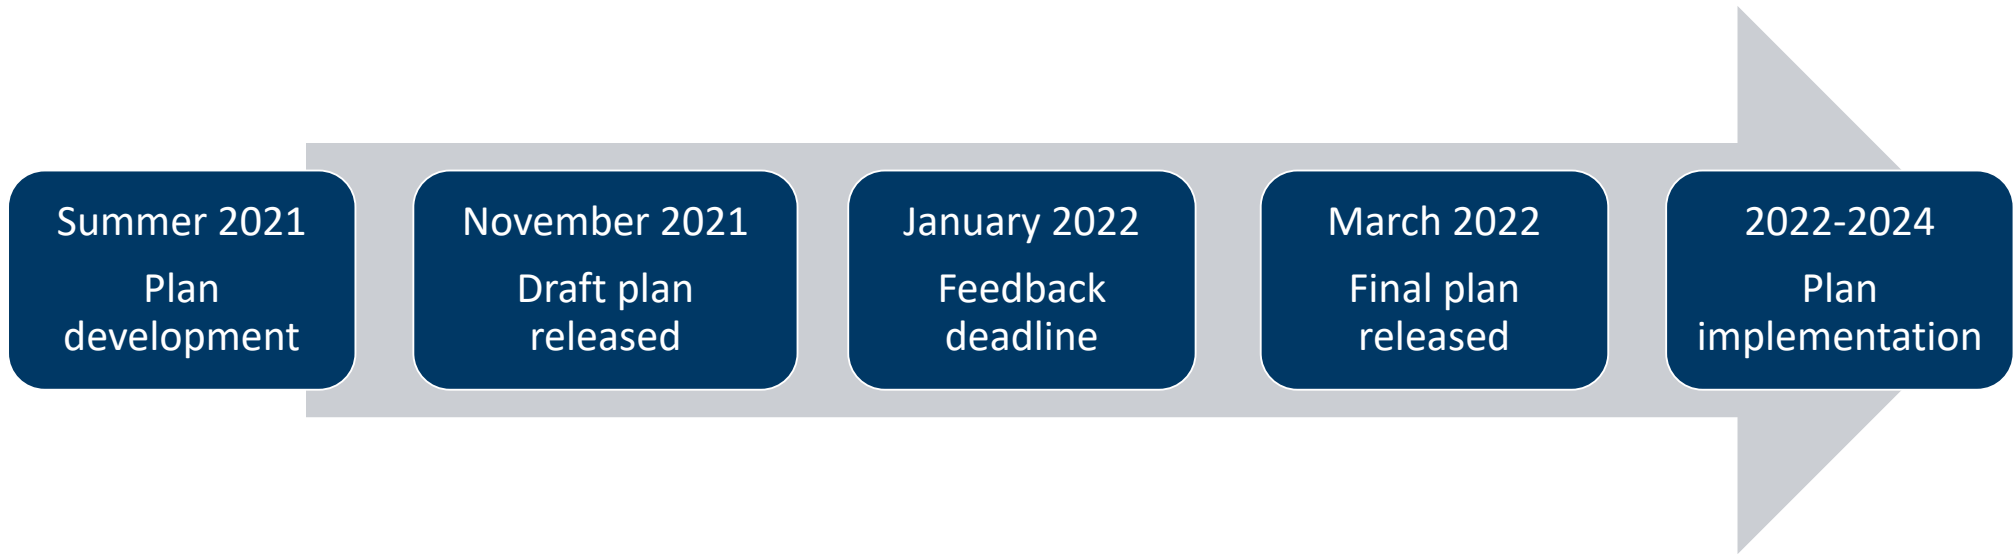 Summer 2021
Plan
development
November 2021
Draft plan
released
January 2022
Feedback
deadline
March 2022
Final plan
released
2022-2024
Plan
implementation